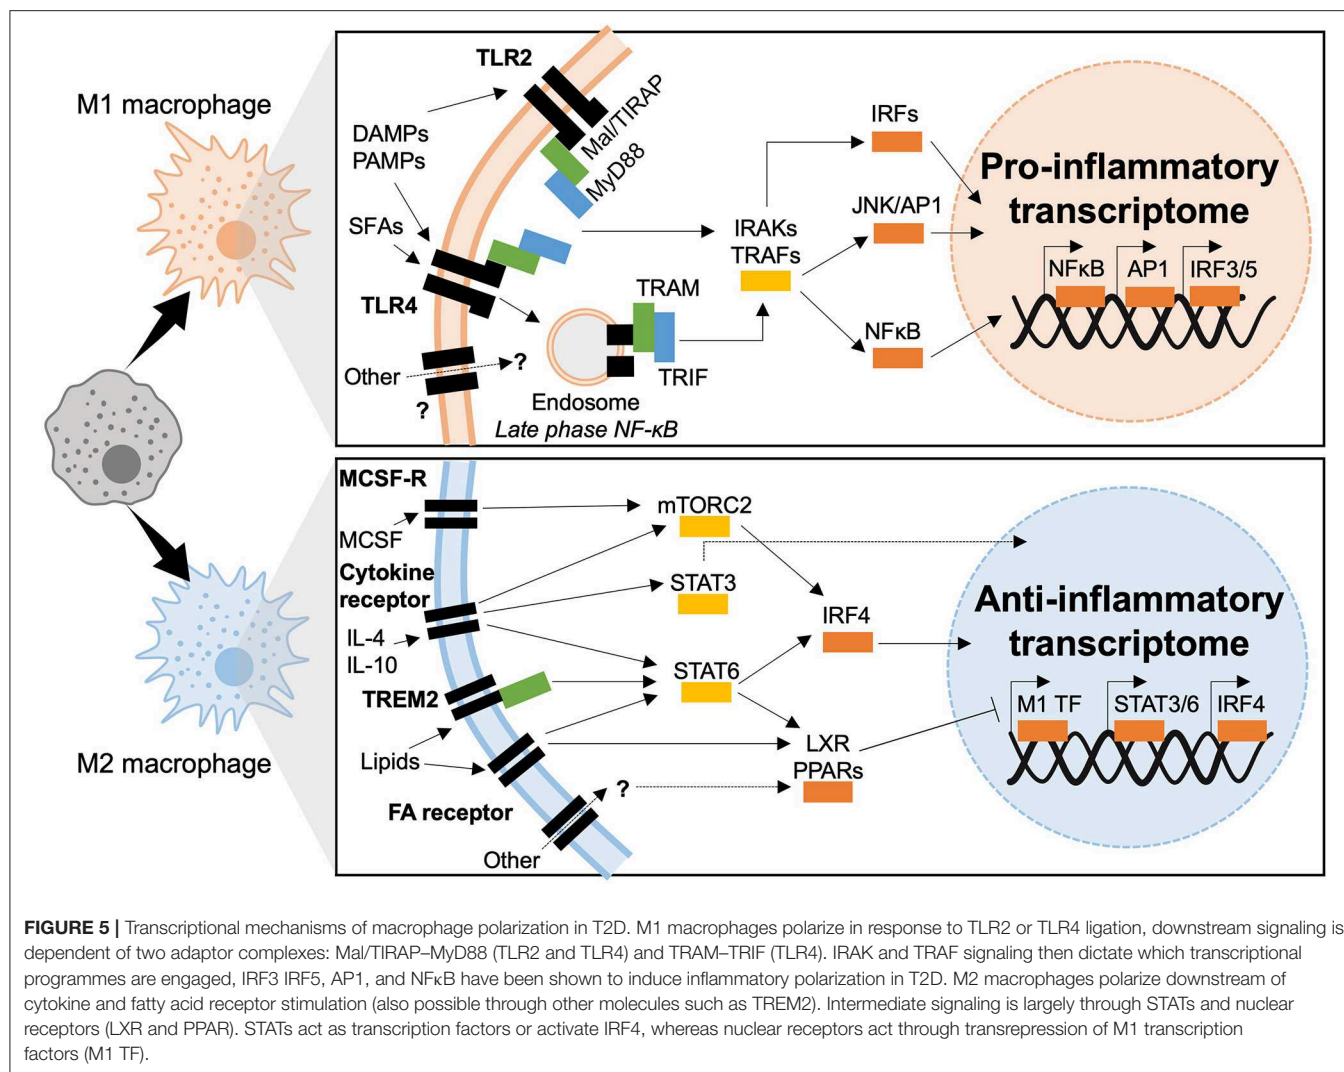 M1 macrophage
M2 macrophage
TLR2
DAMPs
PAMPs
SFAs
TLR4
Other
?
?
Mal/TIRAP
MyD88
TRAM
TRIF
Endosome
Late phase NF-κB
IRAKs
TRAFs
IRFs
JNK/AP1
NFκB
Pro-inflammatory
transcriptome
NFκB
AP1
IRF3/5
MCSF-R
MCSF
Cytokine
receptor
IL-4
IL-10
TREM2
Lipids
FA receptor
Other
?
mTORC2
STAT3
STAT6
IRF4
LXR
PPARs
Anti-inflammatory
transcriptome
M1 TF
STAT3/6
IRF4
FIGURE 5 | Transcriptional mechanisms of macrophage polarization in T2D. M1 macrophages polarize in response to TLR2 or TLR4 ligation, downstream signaling is
dependent of two adaptor complexes: Mal/TIRAP–MyD88 (TLR2 and TLR4) and TRAM–TRIF (TLR4). IRAK and TRAF signaling then dictate which transcriptional
programmes are engaged, IRF3 IRF5, AP1, and NFκB have been shown to induce inflammatory polarization in T2D. M2 macrophages polarize downstream of
cytokine and fatty acid receptor stimulation (also possible through other molecules such as TREM2). Intermediate signaling is largely through STATs and nuclear
receptors (LXR and PPAR). STATs act as transcription factors or activate IRF4, whereas nuclear receptors act through transrepression of M1 transcription
factors (M1 TF).